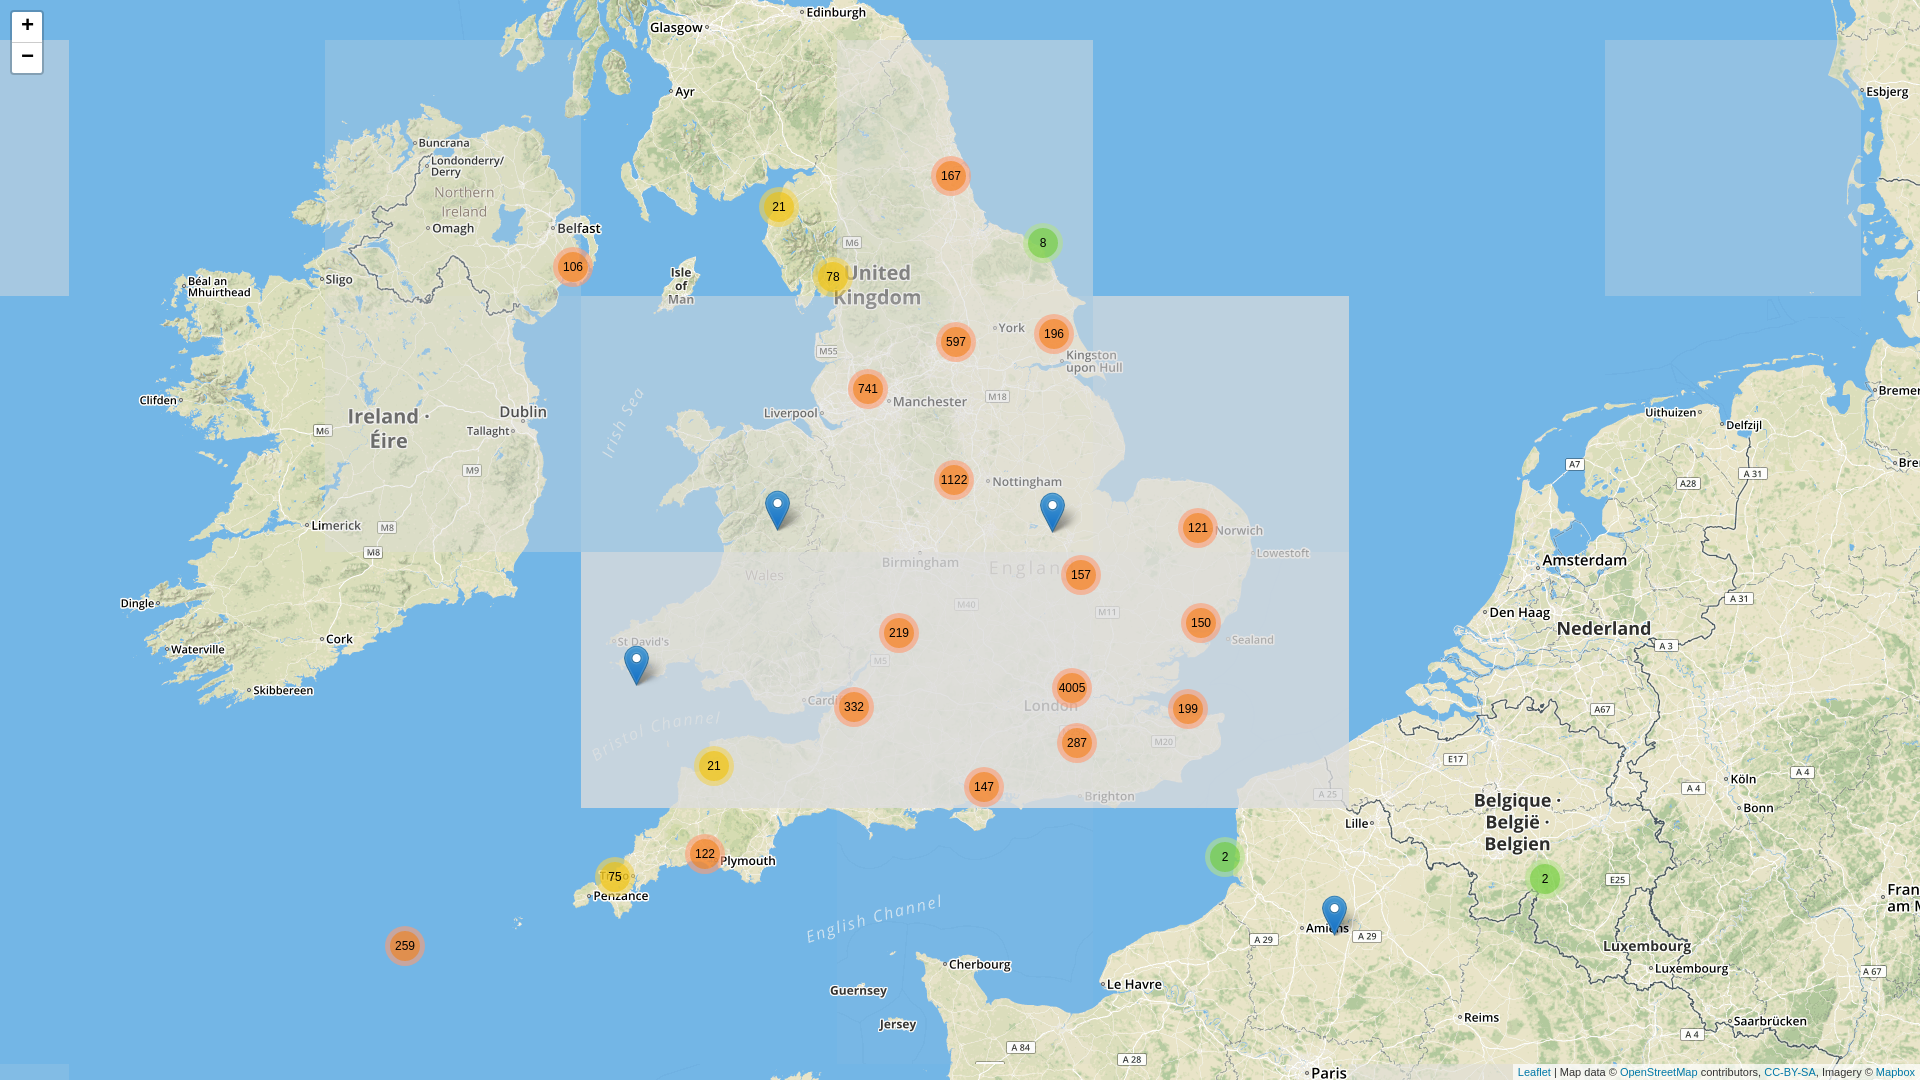 +
−
Glasgow
Edinburgh
Ayr
Esbjerg
Buncrana
Londonderry/
Derry
Northern
Ireland
Omagh
Belfast
167
21
8
M6
106
78
United
Kingdom
Isle
of
Man
Sligo
Béal an
Mhuirthead
York
196
597
M55
Kingston
upon Hull
741
Manchester
M18
Liverpool
Irish Sea
Clifden
Ireland ·
Éire
M6
Dublin
Tallaght
M9
Uithuizen
Delfzijl
A7
A 31
A28
1122
Nottingham
Limerick
M8
M8
121
Norwich
Lowestoft
Birmingham
Wales
157
Amsterdam
Dingle
M40
M11
A 31
Den Haag
Nederland
Cork
Waterville
St David's
219
150
Sealand
M5
A 3
Skibbereen
4005
London
332
199
A67
Bristol Channel
287
M20
E17
21
147
Brighton
A 25
A 4
A 4
Köln
Bonn
Belgique ·
België ·
Belgien
Lille
122
Plymouth
75
Penzance
2
2
E25
English Channel
Amiens
A 29
A 29
259
Luxembourg
Luxembourg
A 67
Cherbourg
Le Havre
Guernsey
Jersey
Reims
Saarbrücken
A 4
A 84
A 28
Paris
Leaflet | Map data © OpenStreetMap contributors, CC-BY-SA, Imagery © Mapbox